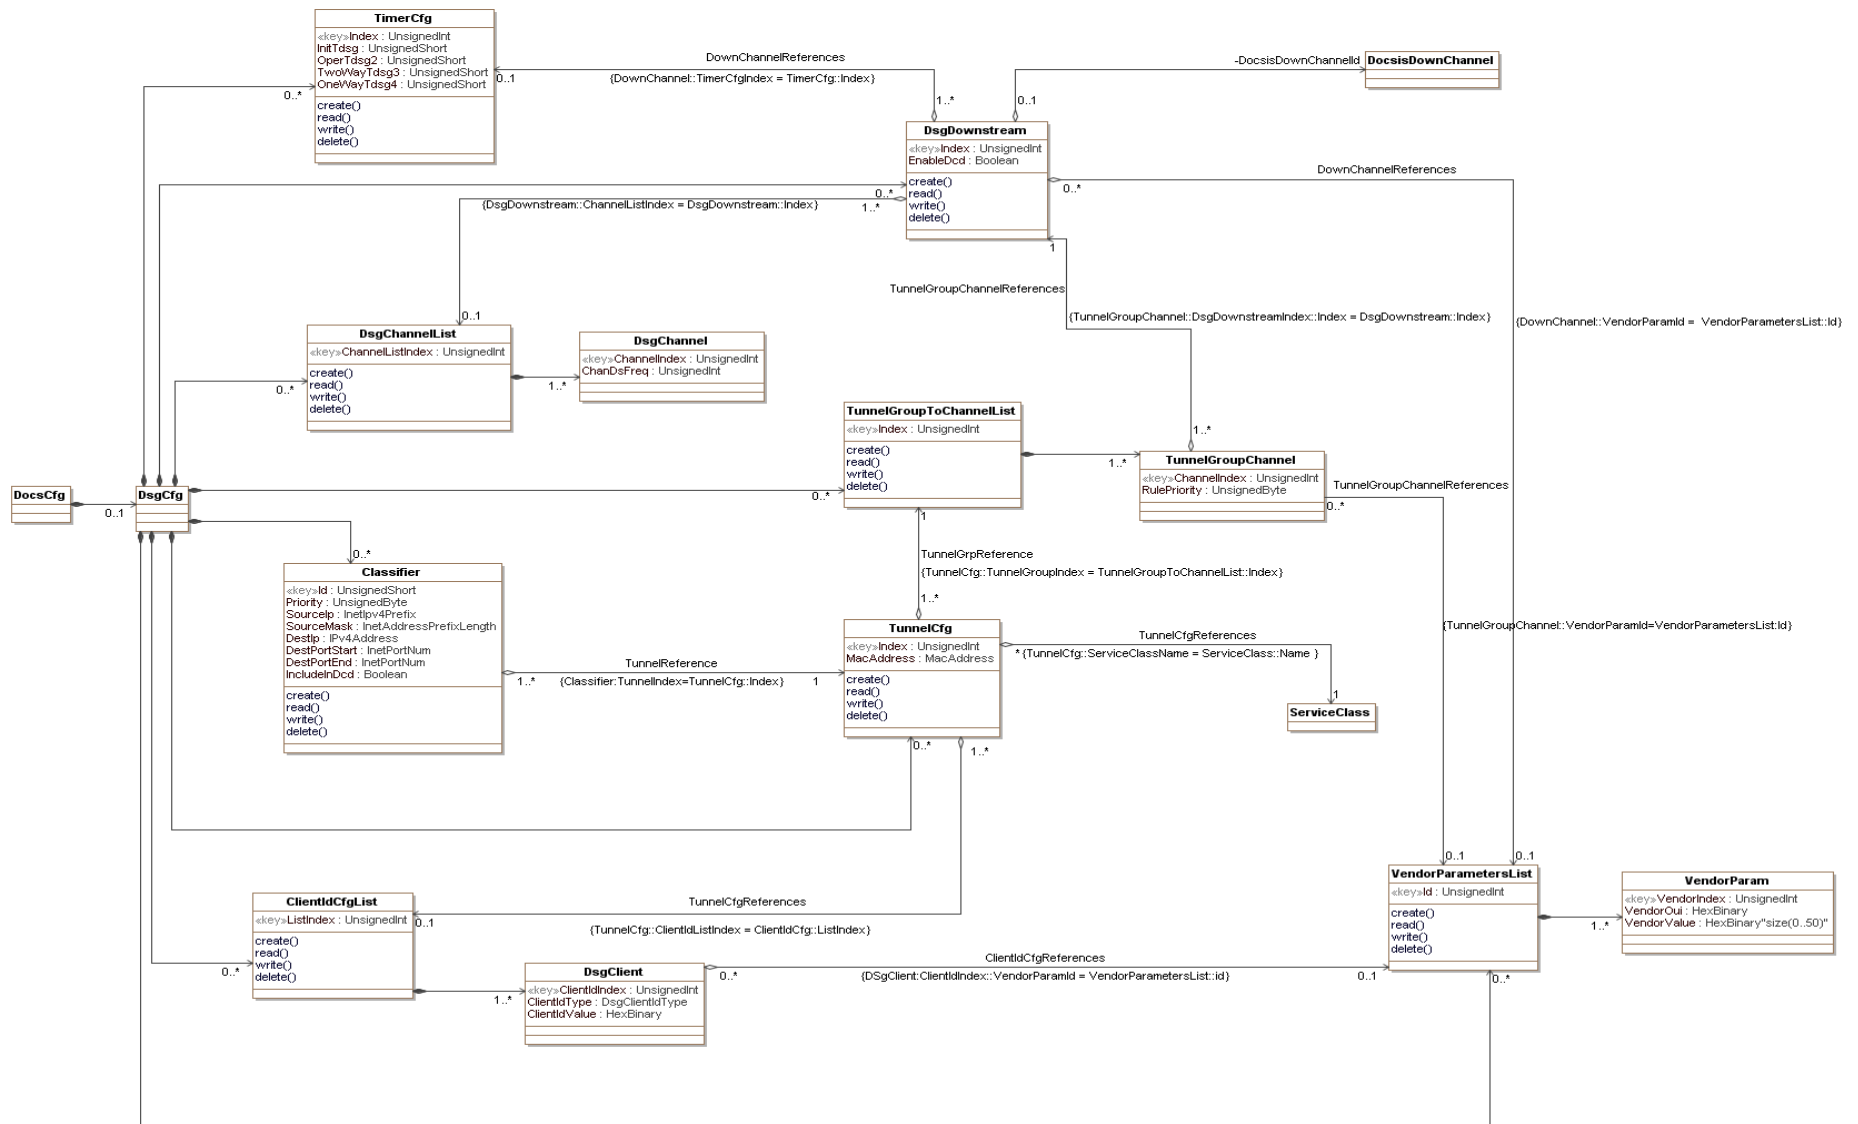 TimerCfg
«key»Index : UnsignedInt
InitTdsg : UnsignedShort
OperTdsg2 : UnsignedShort
TwoWayTdsg3 : UnsignedShort
OneWayTdsg4 : UnsignedShort
create()
read()
write()
delete()
0..*
0..1
DownChannelReferences
{DownChannel::TimerCfgIndex = TimerCfg::Index}
1..*
-DocsisDownChannelId
0..1
DocsisDownChannel
DsgDownstream
«key»Index : UnsignedInt
EnableDcd : Boolean
create()
read()
write()
delete()
0..*
1..*
{DsgDownstream::ChannelListIndex = DsgDownstream::Index}
0..*
DownChannelReferences
1
TunnelGroupChannelReferences
{TunnelGroupChannel::DsgDownstreamIndex::Index = DsgDownstream::Index}
{DownChannel::VendorParamId = VendorParametersList::Id}
0..1
DsgChannelList
«key»ChannelListIndex : UnsignedInt
create()
read()
write()
delete()
0..*
1..*
DsgChannel
«key»ChannelIndex : UnsignedInt
ChanDsFreq : UnsignedInt
TunnelGroupToChannelList
«key»Index : UnsignedInt
create()
read()
write()
delete()
0..*
1..*
1..*
TunnelGroupChannel
«key»ChannelIndex : UnsignedInt
RulePriority : UnsignedByte
TunnelGroupChannelReferences
0..*
DocsCfg
0..1
DsgCfg
0..*
1
TunnelGrpReference
{TunnelCfg::TunnelGroupIndex = TunnelGroupToChannelList::Index}
1..*
Classifier
«key»Id : UnsignedShort
Priority : UnsignedByte
SourceIp : InetIpv4Prefix
SourceMask : InetAddressPrefixLength
DestIp : IPv4Address
DestPortStart : InetPortNum
DestPortEnd : InetPortNum
IncludeInDcd : Boolean
create()
read()
write()
delete()
TunnelReference
1..*
{Classifier:TunnelIndex=TunnelCfg::Index}
1
TunnelCfg
«key»Index : UnsignedInt
MacAddress : MacAddress
create()
read()
write()
delete()
0..*
1..*
TunnelCfgReferences
* {TunnelCfg::ServiceClassName = ServiceClass::Name }
1
ServiceClass
{TunnelGroupChannel::VendorParamId=VendorParametersList:Id}
0..1
0..1
VendorParametersList
«key»Id : UnsignedInt
create()
read()
write()
delete()
0..*
1..*
VendorParam
«key»VendorIndex : UnsignedInt
VendorOui : HexBinary
VendorValue : HexBinary"size(0..50)"
ClientIdCfgList
«key»ListIndex : UnsignedInt
create()
read()
write()
delete()
0..*
0..1
TunnelCfgReferences
{TunnelCfg::ClientIdListIndex = ClientIdCfg::ListIndex}
1..*
DsgClient
«key»ClientIdIndex : UnsignedInt
ClientIdType : DsgClientIdType
ClientIdValue : HexBinary
ClientIdCfgReferences
0..*
{DSgClient:ClientIdIndex::VendorParamId = VendorParametersList::id}
0..1